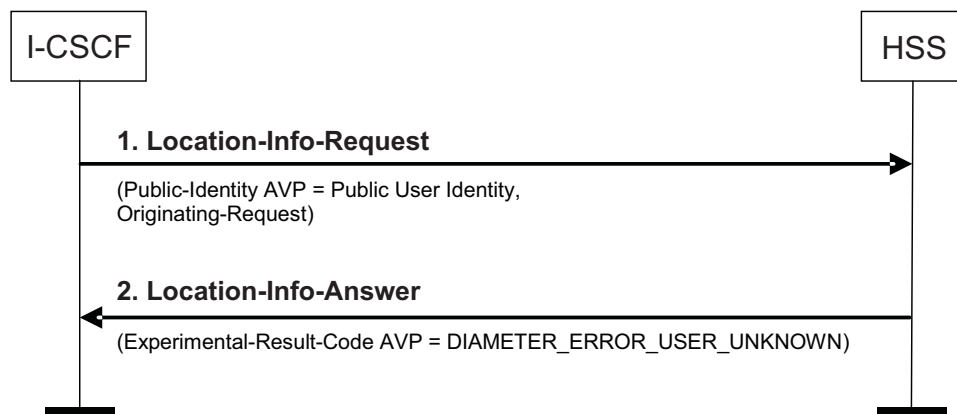 I-CSCF
HSS
1. Location-Info-Request
(Public-Identity AVP = Public User Identity,
Originating-Request)
2. Location-Info-Answer
(Experimental-Result-Code AVP = DIAMETER_ERROR_USER_UNKNOWN)